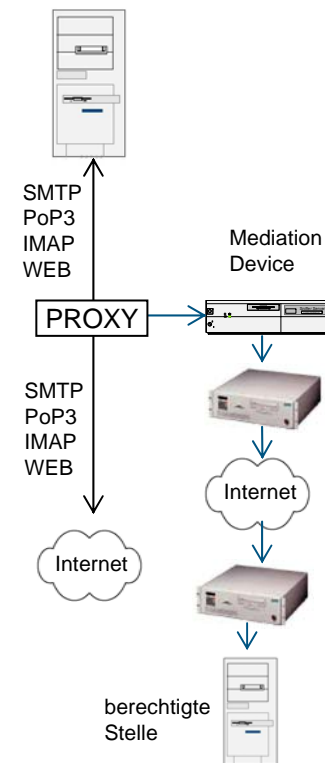 SMTP
PoP3
IMAP
WEB
Mediation
Device
PROXY
SMTP
PoP3
IMAP
WEB
Internet
Internet
berechtigte
Stelle